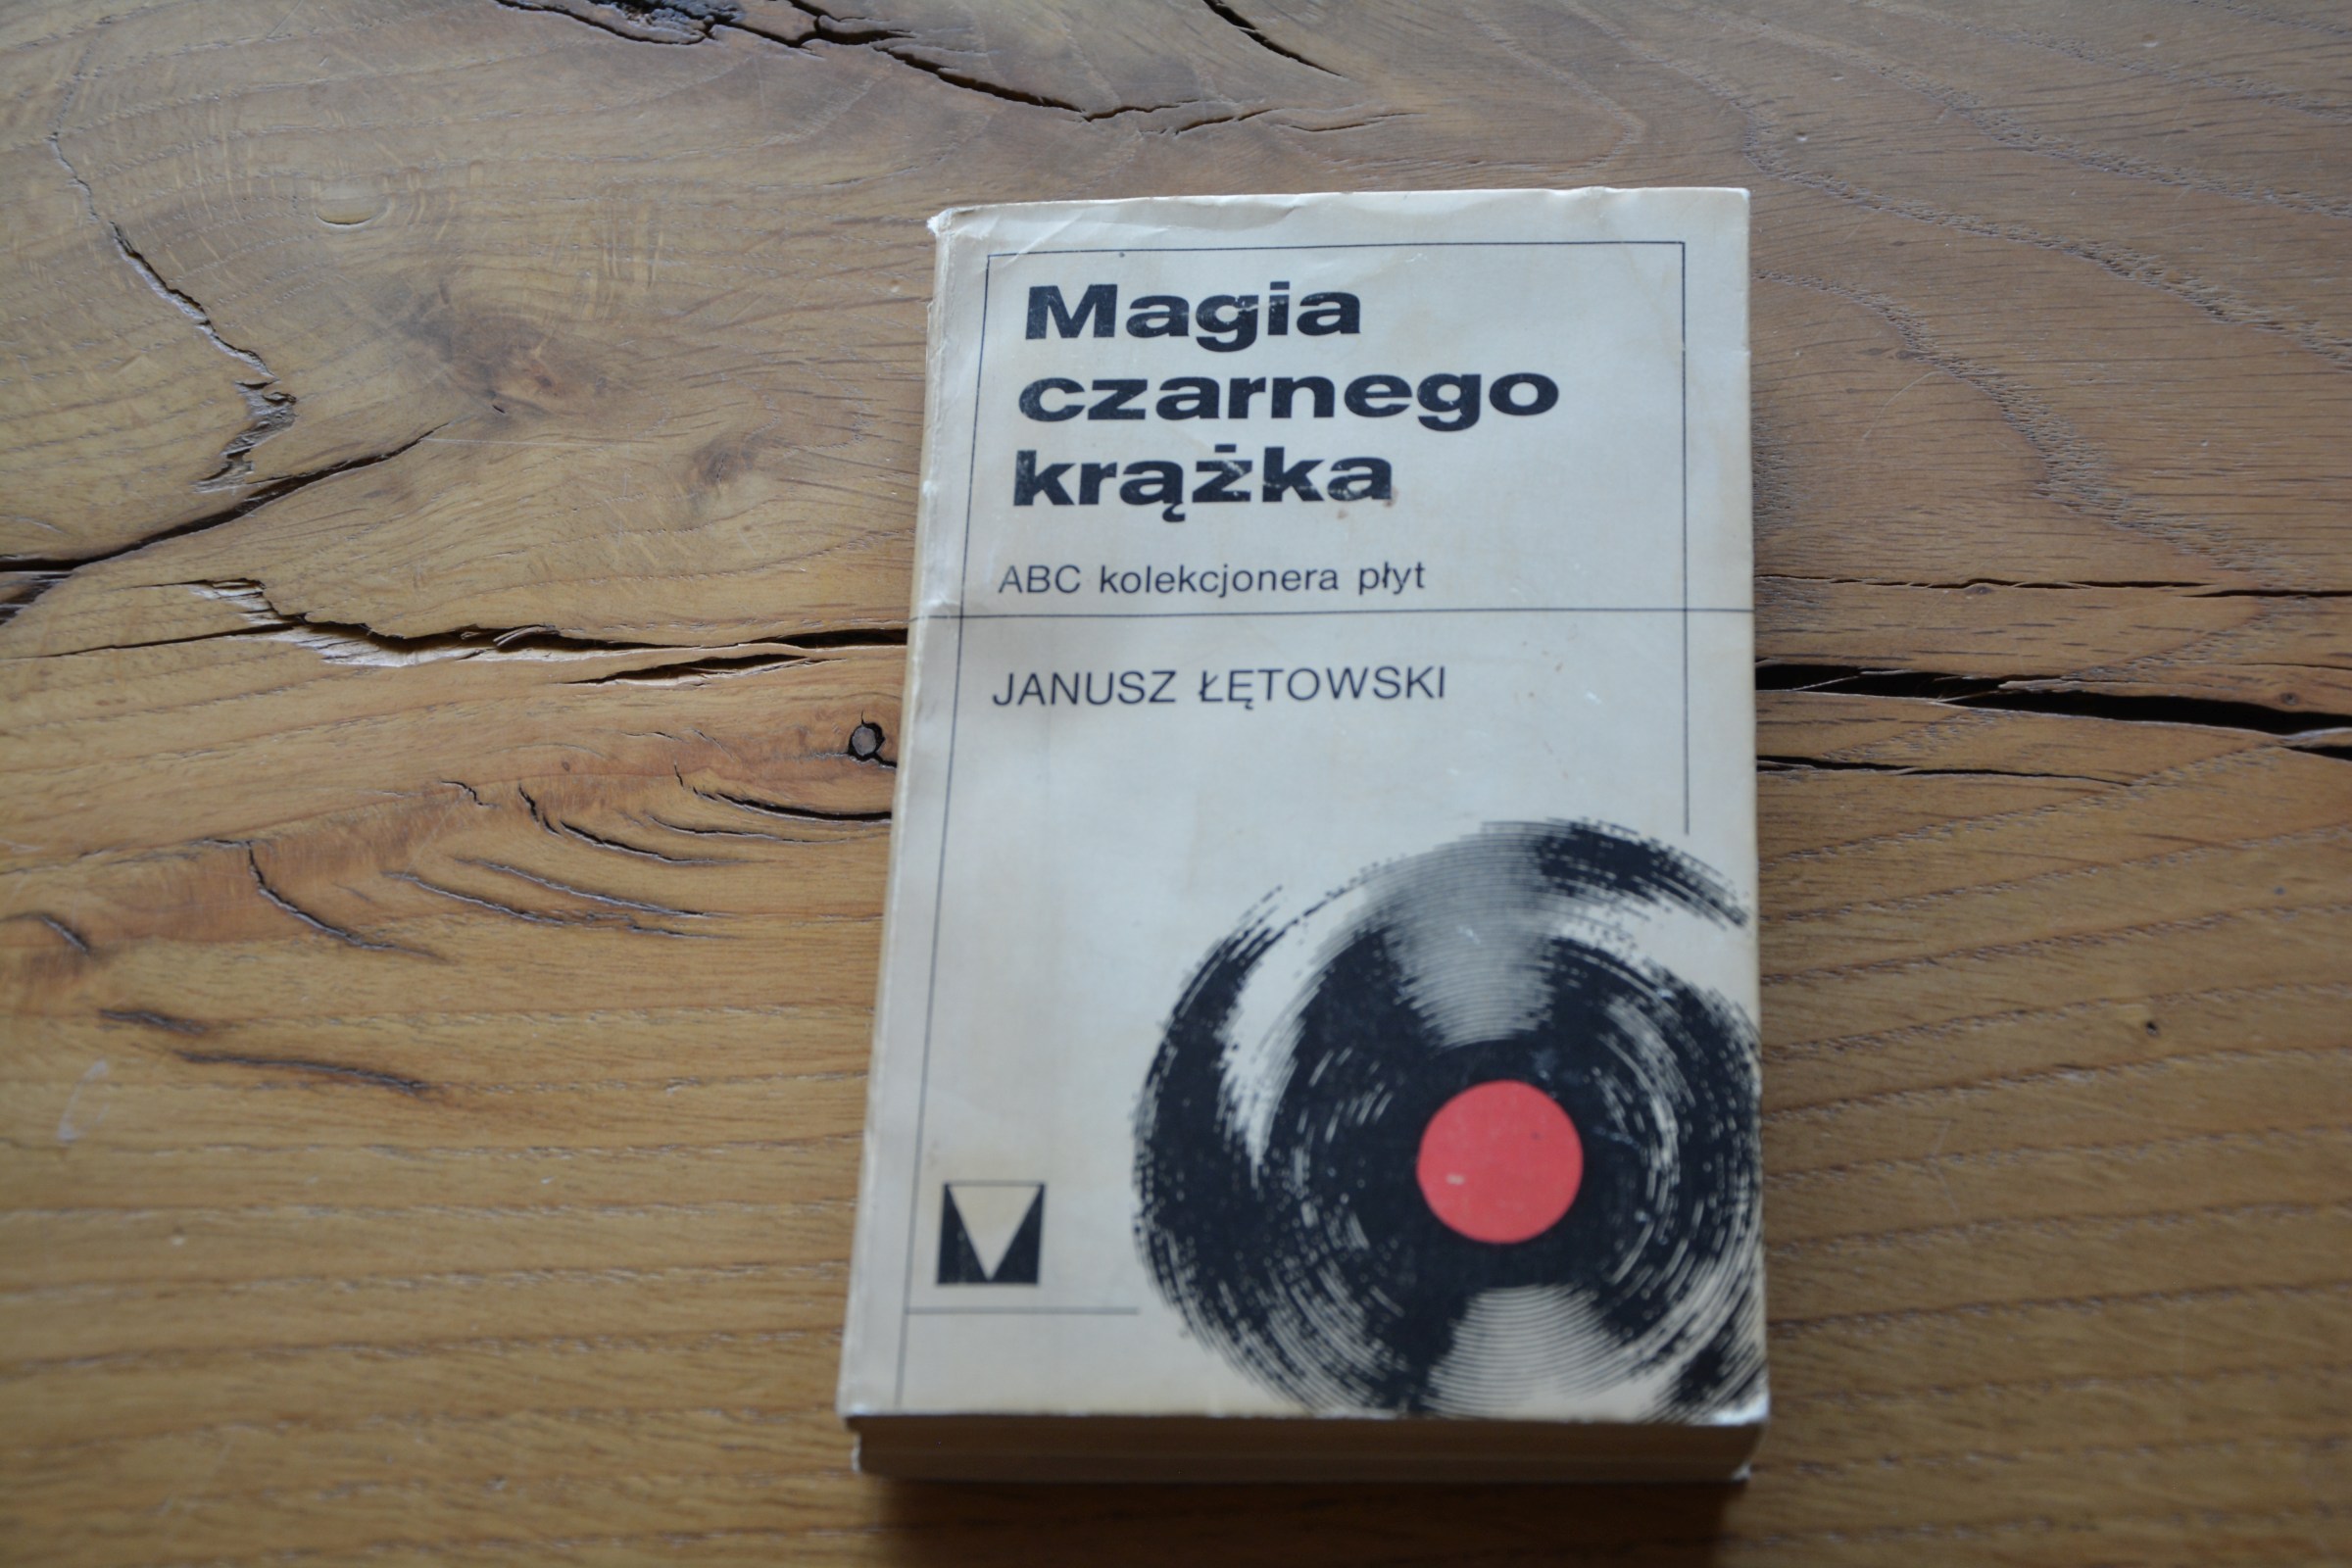 Magia
czarnego
krążka
ABC kolekcjonera płyt
JANUSZ ŁĘTOWSKI